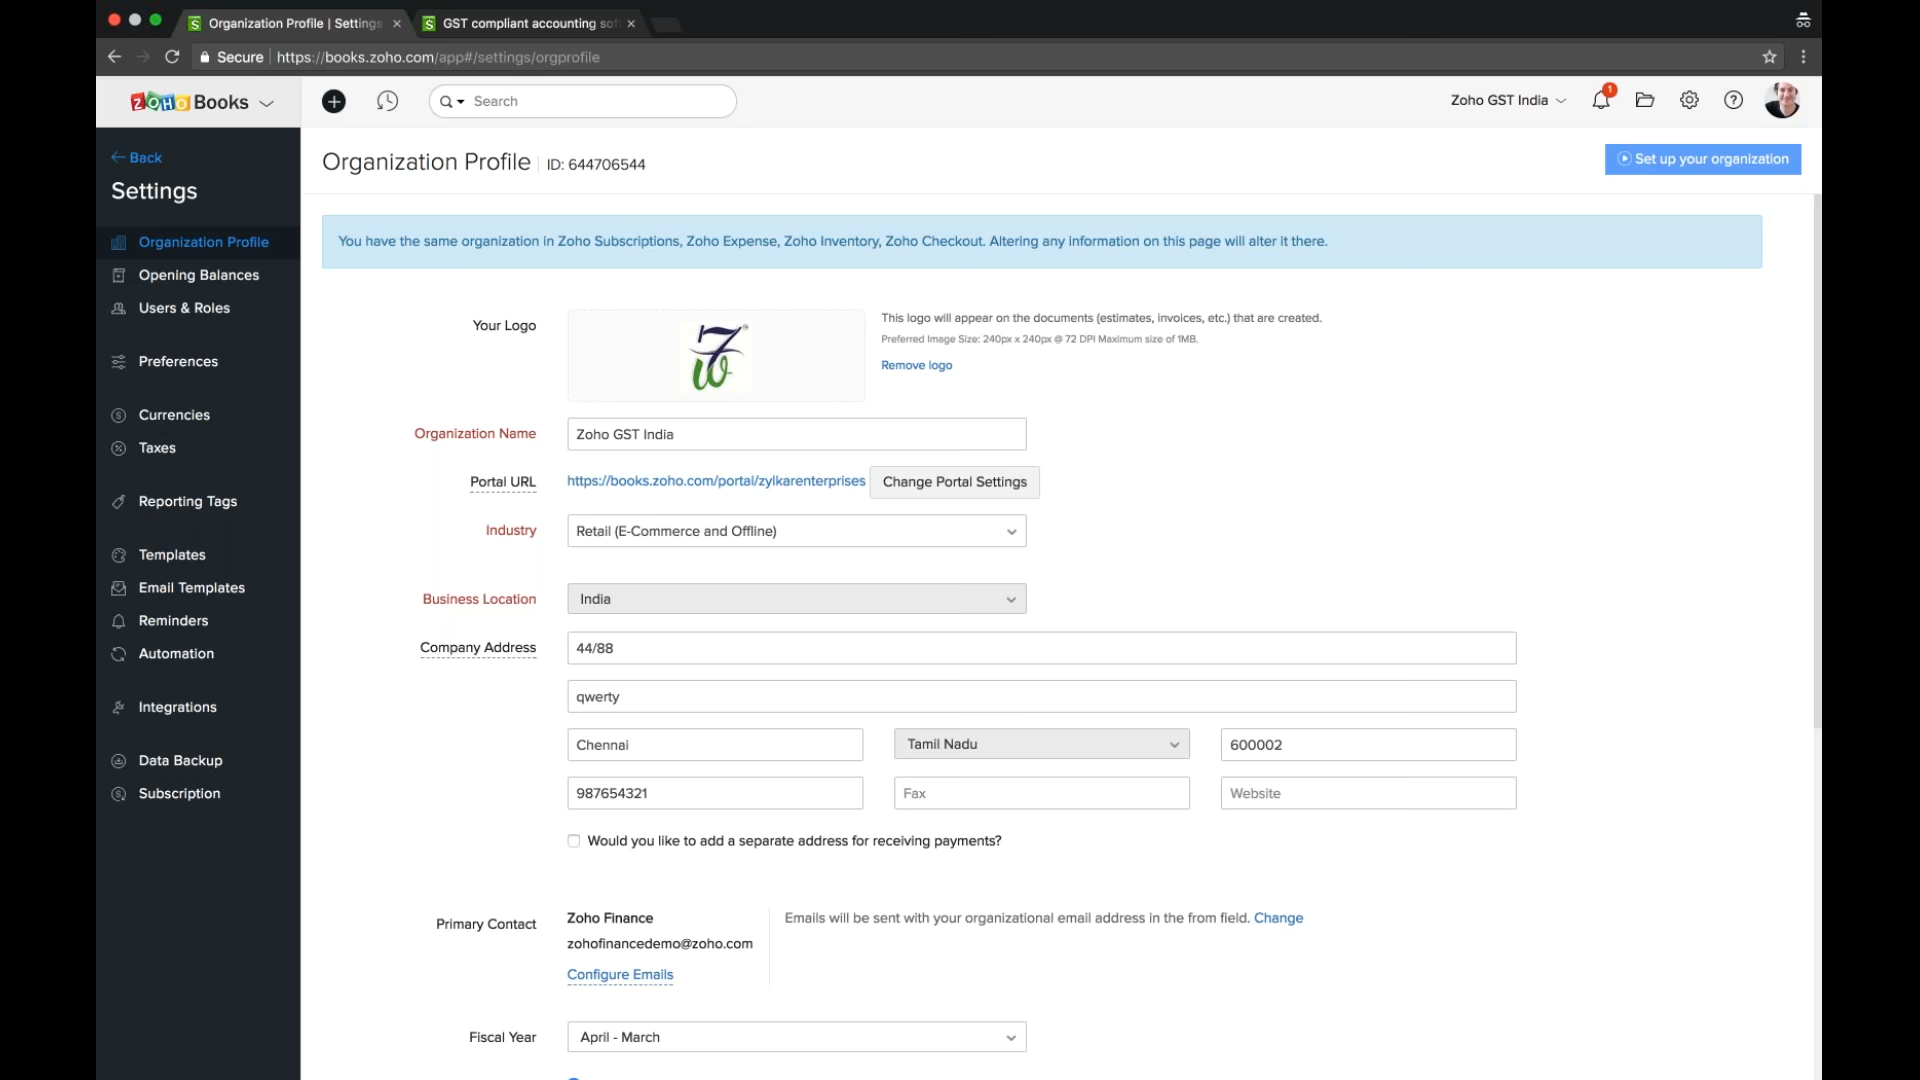 Organization Profile | Settings
GST compliant accounting sof
Secure https://books.zoho.com/app#/settings/orgprofile
ZOHO Books
Search
Zoho GST India
1
Back
Settings
Organization Profile
Opening Balances
Users & Roles
Preferences
Currencies
Taxes
Reporting Tags
Templates
Email Templates
Reminders
Automation
Integrations
Data Backup
Subscription
Organization Profile ID: 644706544
Set up your organization
You have the same organization in Zoho Subscriptions, Zoho Expense, Zoho Inventory, Zoho Checkout. Altering any information on this page will alter it there.
Your Logo
This logo will appear on the documents (estimates, invoices, etc.) that are created.
Preferred Image Size: 240px x 240px @ 72 DPI Maximum size of 1MB.
Remove logo
Organization Name Zoho GST India
Portal URL https://books.zoho.com/portal/zylkarenterprises Change Portal Settings
Industry Retail (E-Commerce and Offline)
Business Location India
Company Address 44/88
qwerty
Chennai Tamil Nadu 600002
987654321 Fax Website
Would you like to add a separate address for receiving payments?
Primary Contact Zoho Finance
zohofinancedemo@zoho.com
Configure Emails
Emails will be sent with your organizational email address in the from field. Change
Fiscal Year April - March